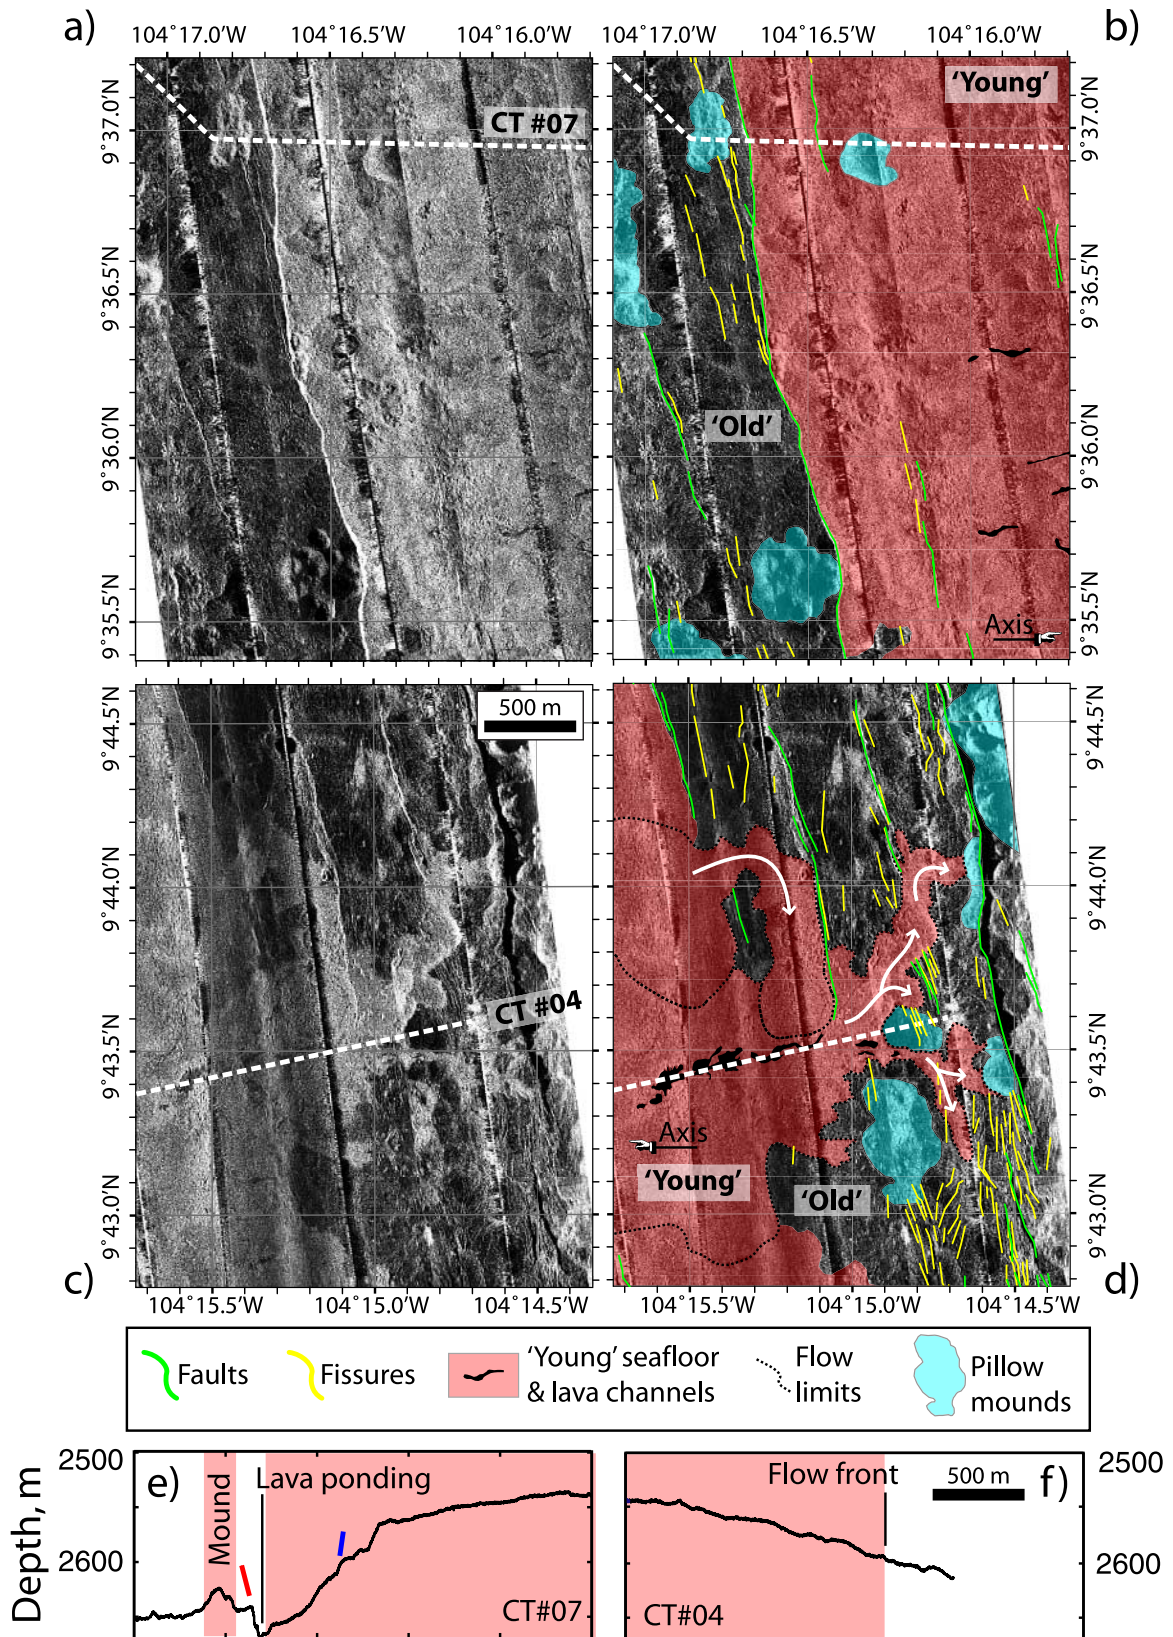 a)
104°17.0'W
104°16.5'W
104°16.0'W
104°17.0'W
104°16.5'W
104°16.0'W
b)
9°37.0'N
9°36.5'N
9°36.0'N
9°35.5'N
CT #07
'Young'
'Old'
Axis
9°37.0'N
9°36.5'N
9°36.0'N
9°35.5'N
9°44.5'N
9°44.0'N
9°43.5'N
9°43.0'N
500 m
CT #04
Axis
'Young'
'Old'
9°44.5'N
9°44.0'N
9°43.5'N
9°43.0'N
c)
104°15.5'W
104°15.0'W
104°14.5'W
104°15.5'W
104°15.0'W
104°14.5'W
d)
Faults
Fissures
'Young' seafloor
& lava channels
Flow
limits
Pillow
mounds
Depth, m
2500
2600
e)
Mound
Lava ponding
CT#07
Flow front
500 m
f)
CT#04
2500
2600